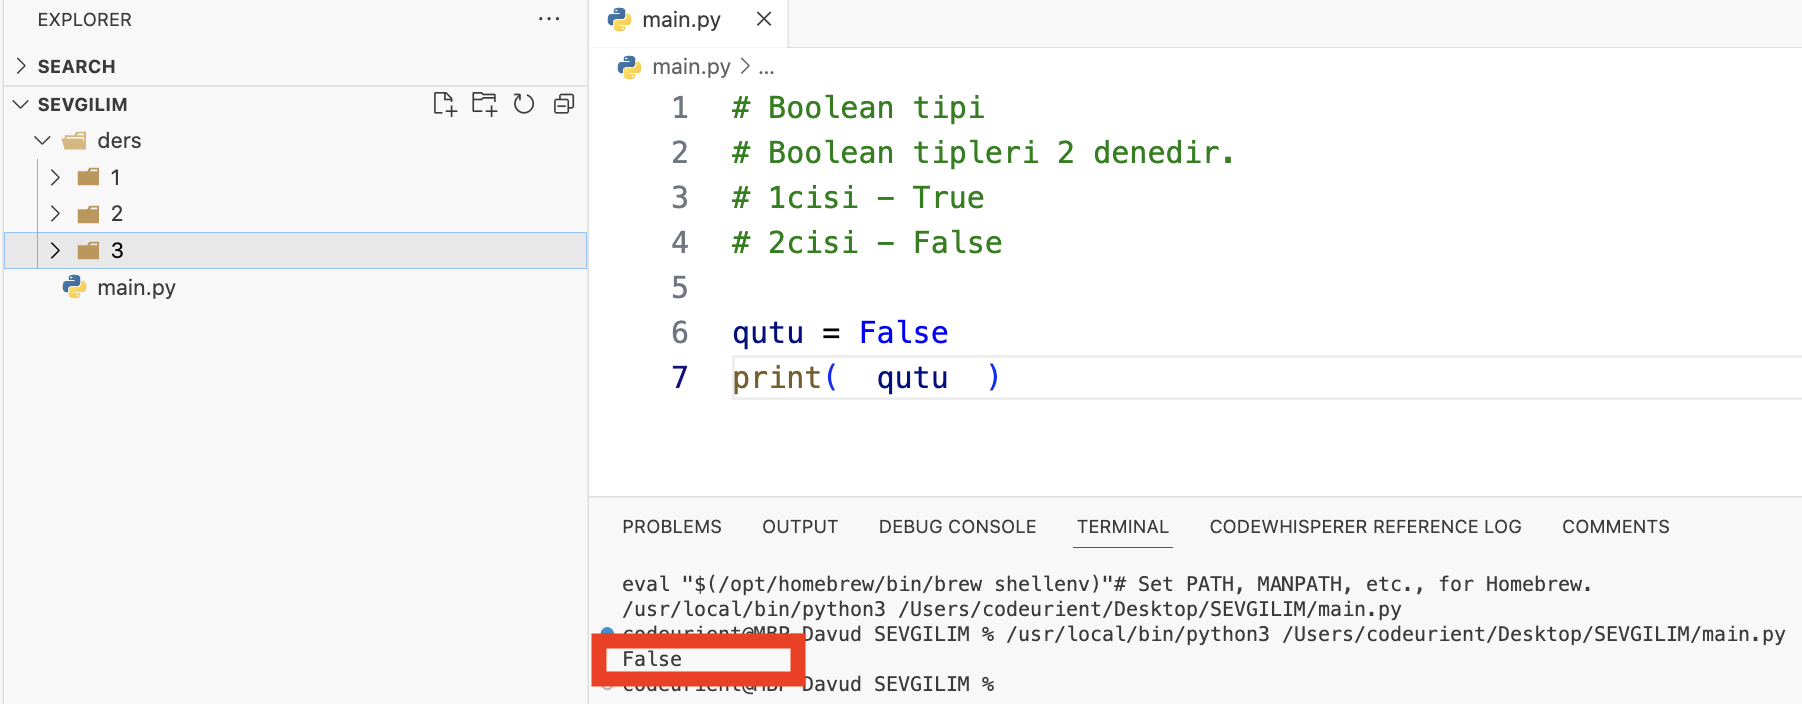 EXPLORER
SEARCH
SEVGILIM
ders
1
2
3
main.py
main.py
main.py > ...
1 # Boolean tipi
2 # Boolean tipleri 2 denedir.
3 # 1cisi - True
4 # 2cisi - False
5
6 qutu = False
7 print(  qutu  )
PROBLEMS OUTPUT DEBUG CONSOLE TERMINAL CODEWHISPERER REFERENCE LOG COMMENTS
eval "$(/opt/homebrew/bin/brew shellenv)"# Set PATH, MANPATH, etc., for Homebrew.
/usr/local/bin/python3 /Users/codeurient/Desktop/SEVGILIM/main.py
codeurient@MBP Davud SEVGILIM % /usr/local/bin/python3 /Users/codeurient/Desktop/SEVGILIM/main.py
False
codeurient@MBP Davud SEVGILIM %